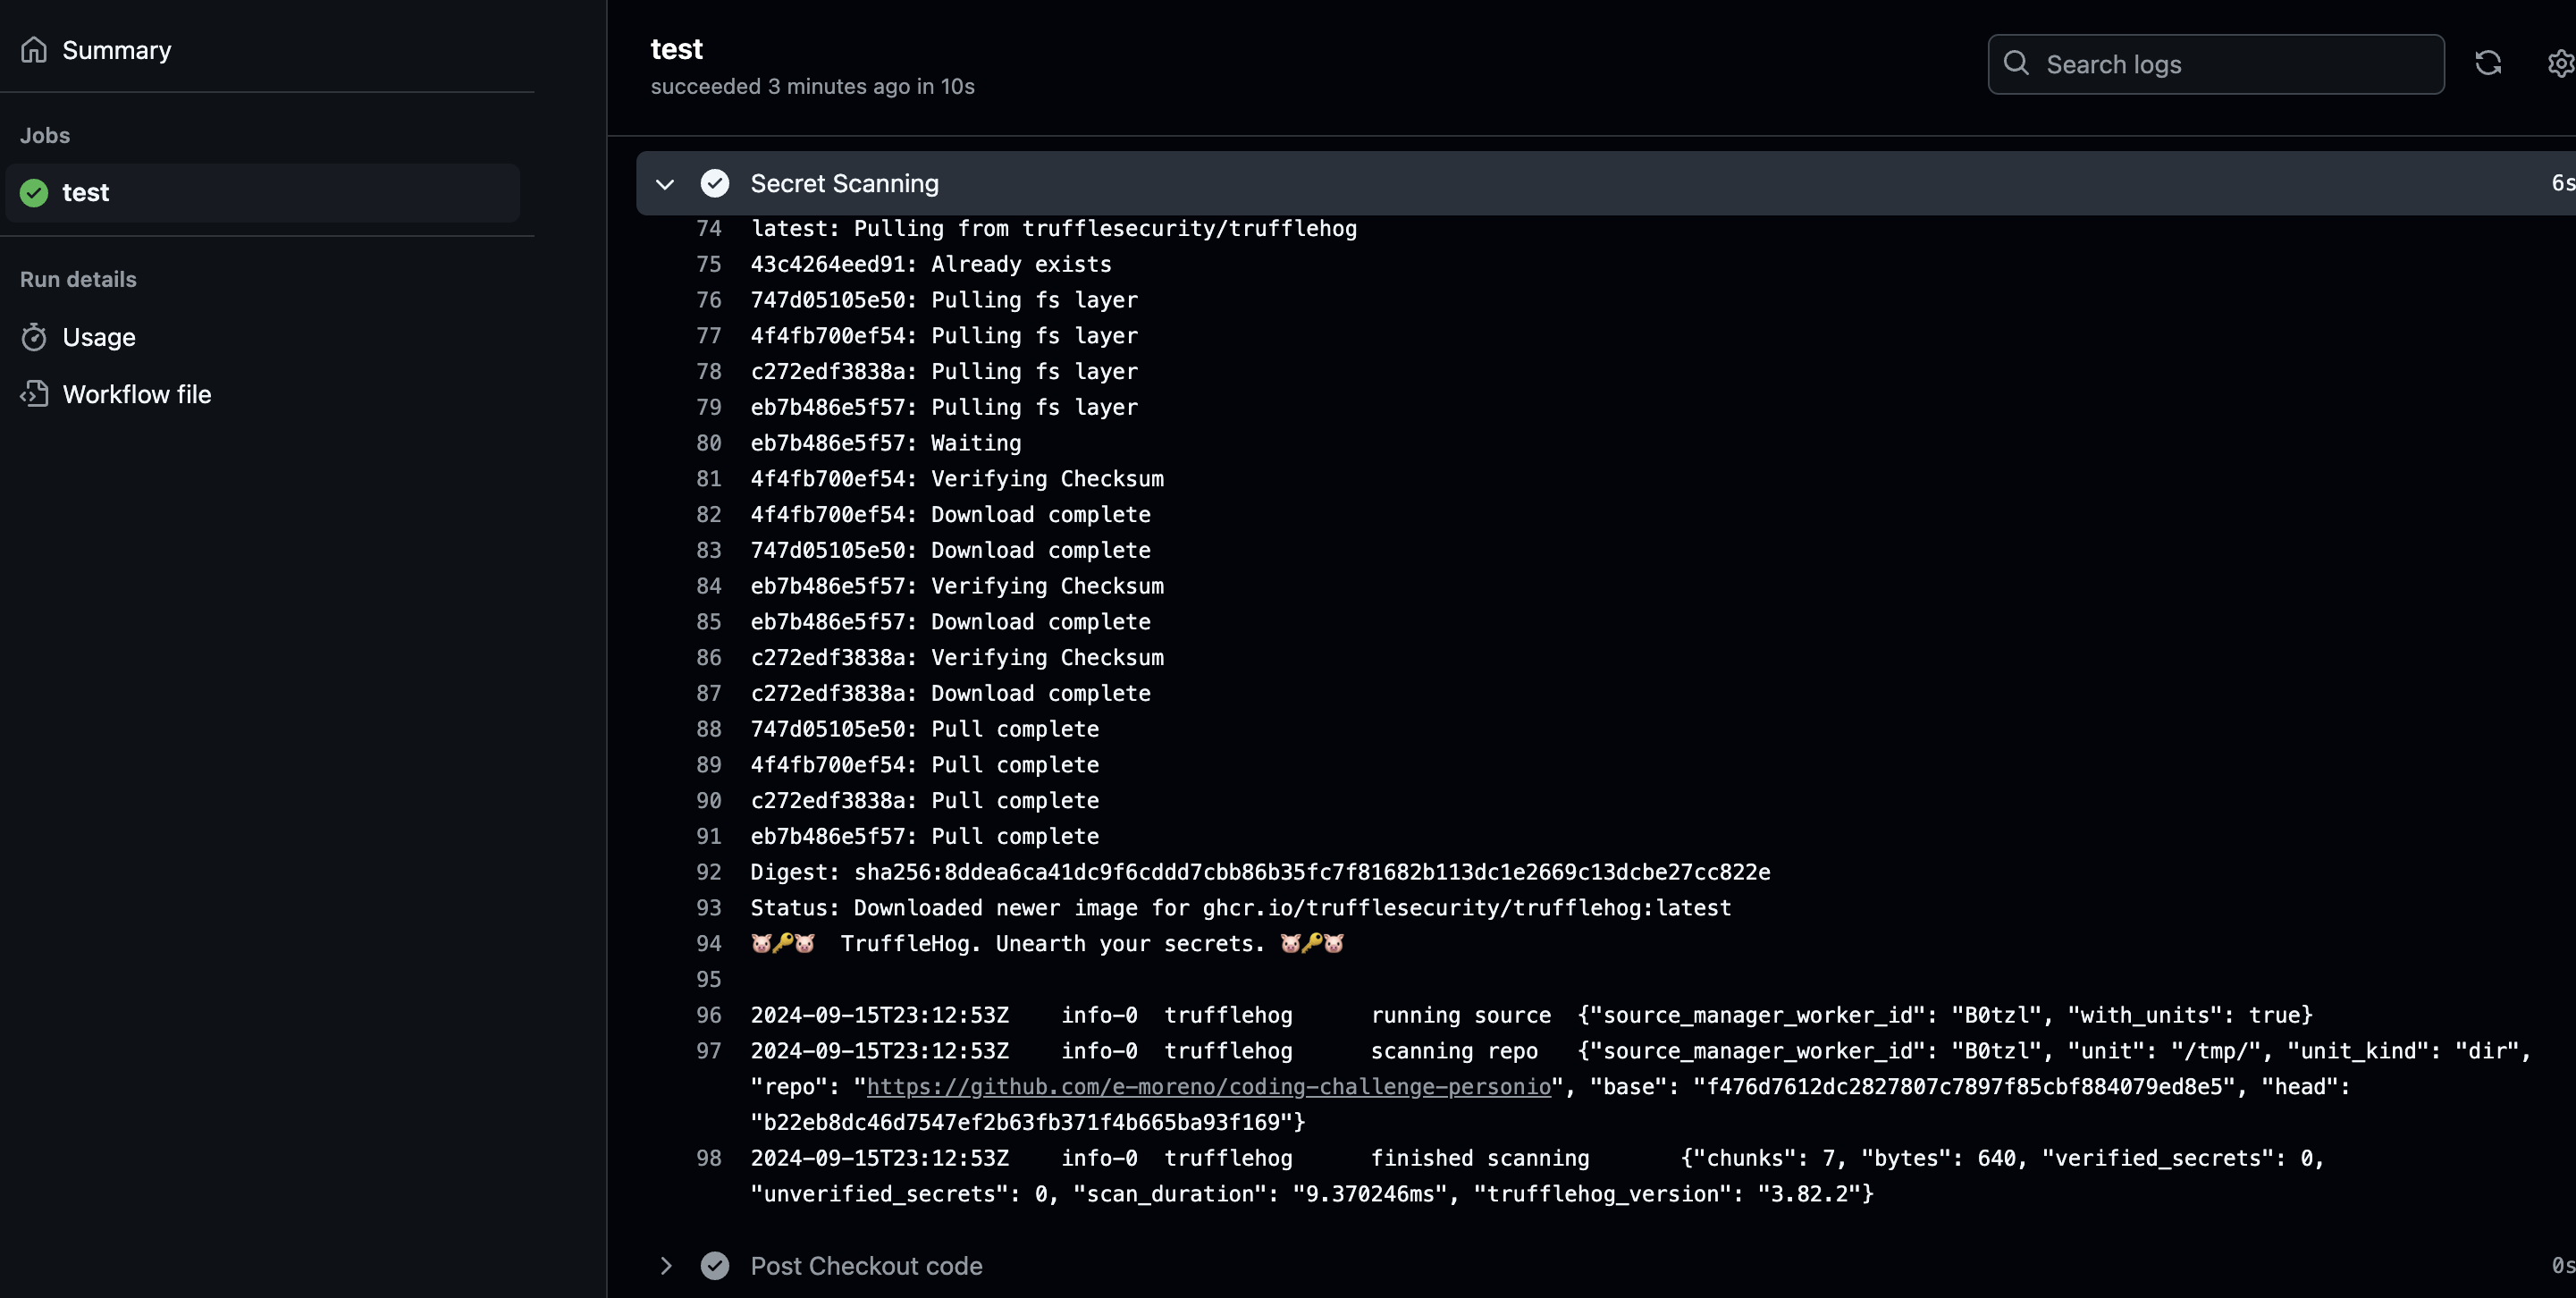 Summary
Jobs
test
Run details
Usage
Workflow file
test
succeeded 3 minutes ago in 10s
Search logs
Secret Scanning
6s
74 latest: Pulling from trufflesecurity/trufflehog
75 43c4264eed91: Already exists
76 747d05105e50: Pulling fs layer
77 4f4fb700ef54: Pulling fs layer
78 c272edf3838a: Pulling fs layer
79 eb7b486e5f57: Pulling fs layer
80 eb7b486e5f57: Waiting
81 4f4fb700ef54: Verifying Checksum
82 4f4fb700ef54: Download complete
83 747d05105e50: Download complete
84 eb7b486e5f57: Verifying Checksum
85 eb7b486e5f57: Download complete
86 c272edf3838a: Verifying Checksum
87 c272edf3838a: Download complete
88 747d05105e50: Pull complete
89 4f4fb700ef54: Pull complete
90 c272edf3838a: Pull complete
91 eb7b486e5f57: Pull complete
92 Digest: sha256:8ddea6ca41dc9f6cddd7cbb86b35fc7f81682b113dc1e2669c13dcbe27cc822e
93 Status: Downloaded newer image for ghcr.io/trufflesecurity/trufflehog:latest
94 🐷🔑🐷 TruffleHog. Unearth your secrets. 🐷🔑🐷
95
96 2024-09-15T23:12:53Z info-0 trufflehog running source {"source_manager_worker_id": "B0tzl", "with_units": true}
97 2024-09-15T23:12:53Z info-0 trufflehog scanning repo {"source_manager_worker_id": "B0tzl", "unit": "/tmp/", "unit_kind": "dir",
"repo": "https://github.com/e-moreno/coding-challenge-personio", "base": "f476d7612dc2827807c7897f85cbf884079ed8e5", "head":
"b22eb8dc46d7547ef2b63fb371f4b665ba93f169"}
98 2024-09-15T23:12:53Z info-0 trufflehog finished scanning {"chunks": 7, "bytes": 640, "verified_secrets": 0,
"unverified_secrets": 0, "scan_duration": "9.370246ms", "trufflehog_version": "3.82.2"}
Post Checkout code
0s